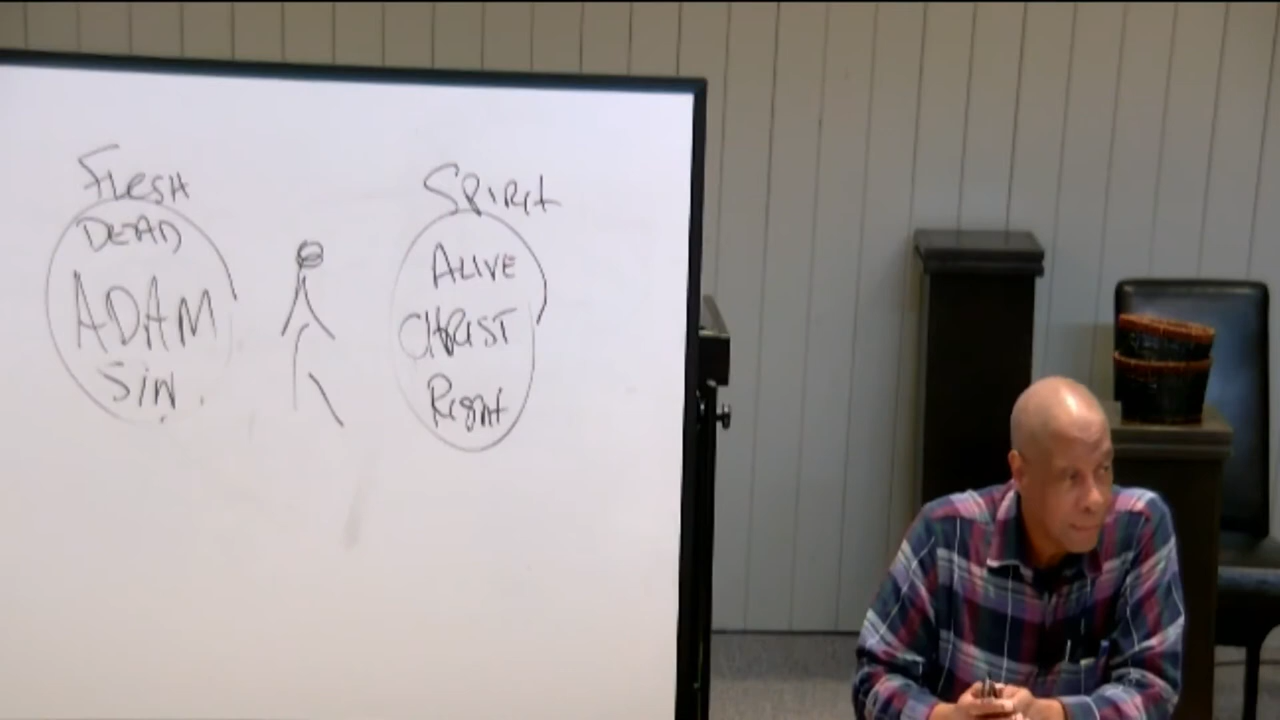 FLESH
DEAD
ADAM
SiN.
SPIRit
ALIVE
CHRIST
Right